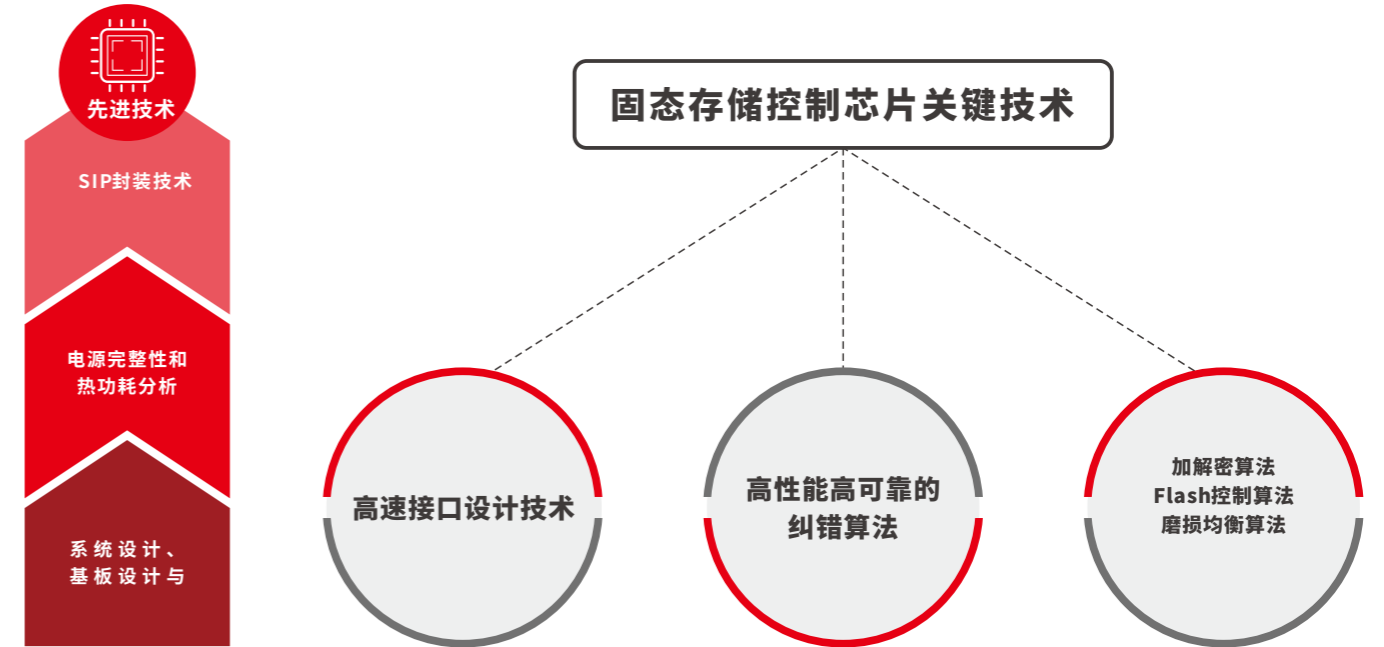 先进技术
SIP封装技术
电源完整性和
热功耗分析
系统设计、
基板设计与
固态存储控制芯片关键技术
高速接口设计技术
高性能高可靠的
纠错算法
加解密算法
Flash控制算法
磨损均衡算法